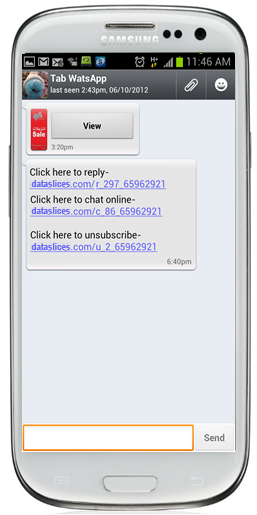 SAMSUNG
11:46 AM
Tab WatsApp
last seen 2:43pm, 06/10/2012
Sale
View
3:20pm
Click here to reply-
dataslices.com/r_297_65962921
Click here to chat online-
dataslices.com/c_86_65962921
Click here to unsubscribe-
dataslices.com/u_2_65962921
6:40pm
Send